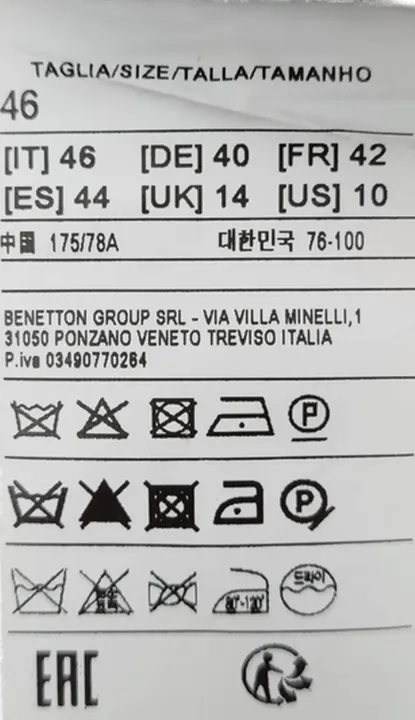 TAGLIA/SIZE/TALLA/TAMANHO
46
[IT] 46 [DE] 40 [FR] 42
[ES] 44 [UK] 14 [US] 10
中国 175/78A 대한민국 76-100
BENETTON GROUP SRL - VIA VILLA MINELLI,1
31050 PONZANO VENETO TREVISO ITALIA
P.iva 03490770264
P
P
80°-120° 드라이
EAC